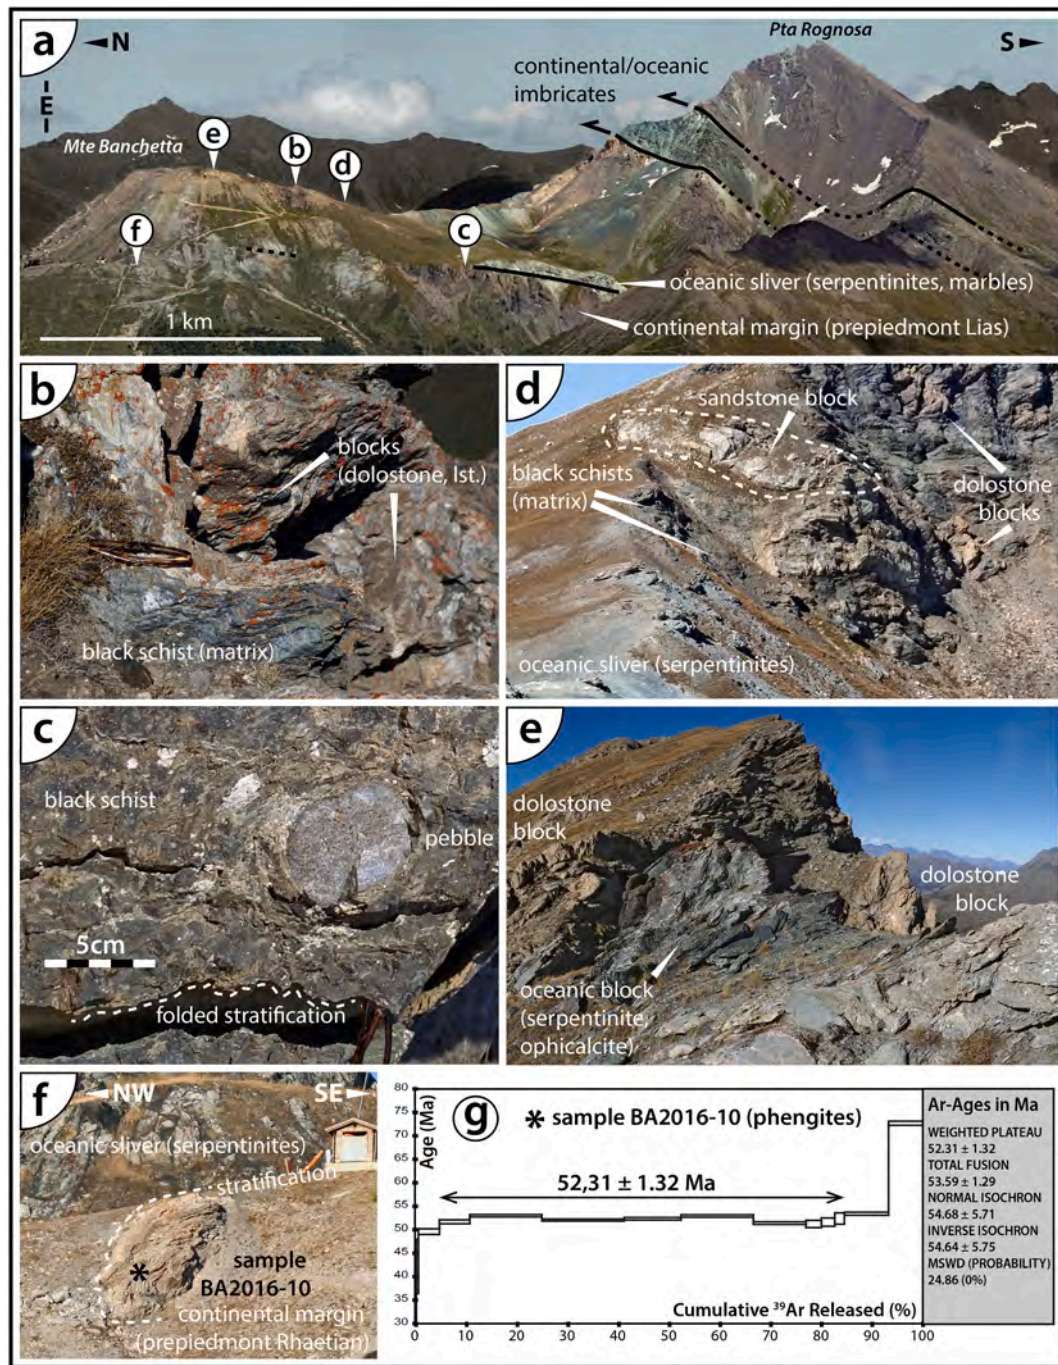 a
N
E
Mte Banchetta
e
b
d
f
c
continental/oceanic
imbricates
Pta Rognosa
S
oceanic sliver (serpentinites, marbles)
continental margin (prepiedmont Lias)
1 km
b
blocks
(dolostone, lst.)
black schist (matrix)
d
sandstone block
black schists
(matrix)
dolostone
blocks
oceanic sliver (serpentinites)
c
black schist
pebble
5cm
folded stratification
e
dolostone
block
dolostone
block
oceanic block
(serpentinite,
ophicalcite)
f
NW
SE
oceanic sliver (serpentinites)
stratification
*
sample
BA2016-10
continental margin
(prepiedmont Rhaetian)
g
* sample BA2016-10 (phengites)
Age (Ma)
80
75
70
65
60
55
50
45
40
35
30
52,31 ± 1.32 Ma
Cumulative ³⁹Ar Released (%)
0 10 20 30 40 50 60 70 80 90 100
Ar-Ages in Ma
WEIGHTED PLATEAU
52.31 ± 1.32
TOTAL FUSION
53.59 ± 1.29
NORMAL ISOCHRON
54.68 ± 5.71
INVERSE ISOCHRON
54.64 ± 5.75
MSWD (PROBABILITY)
24.86 (0%)